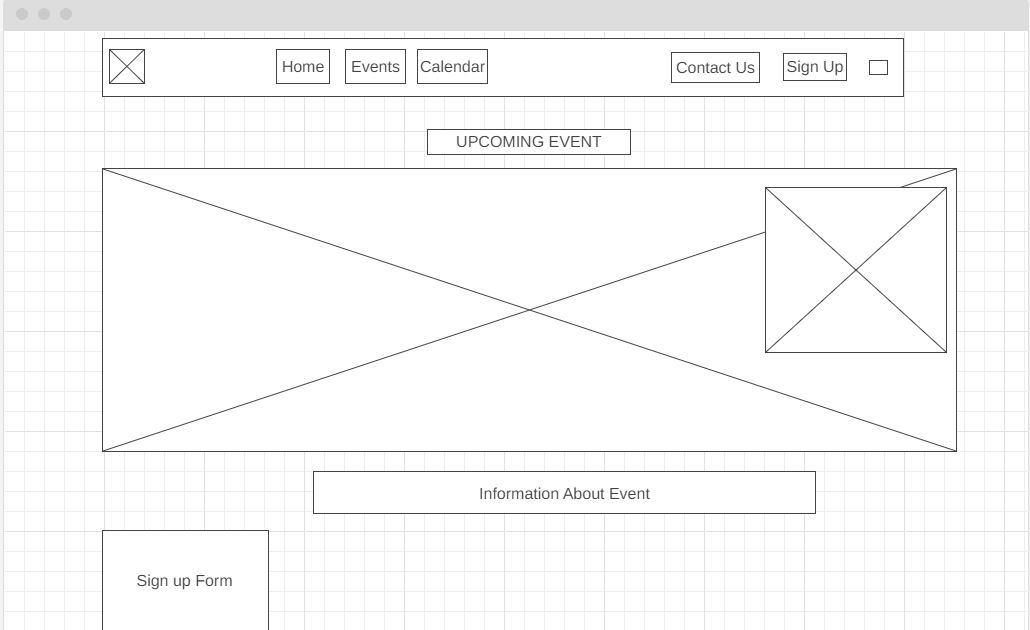 Home
Events
Calendar
Contact Us
Sign Up
UPCOMING EVENT
Information About Event
Sign up Form